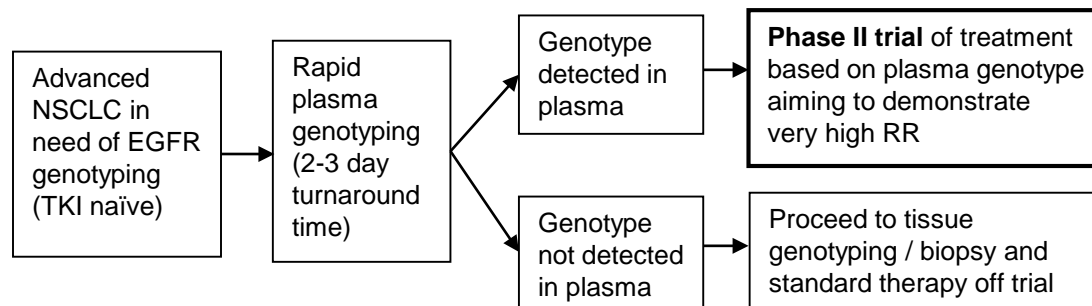 Advanced
NSCLC in
need of EGFR
genotyping
(TKI naïve)
Rapid
plasma
genotyping
(2-3 day
turnaround
time)
Genotype
detected in
plasma
Phase II trial of treatment
based on plasma genotype
aiming to demonstrate
very high RR
Genotype
not detected
in plasma
Proceed to tissue
genotyping / biopsy and
standard therapy off trial